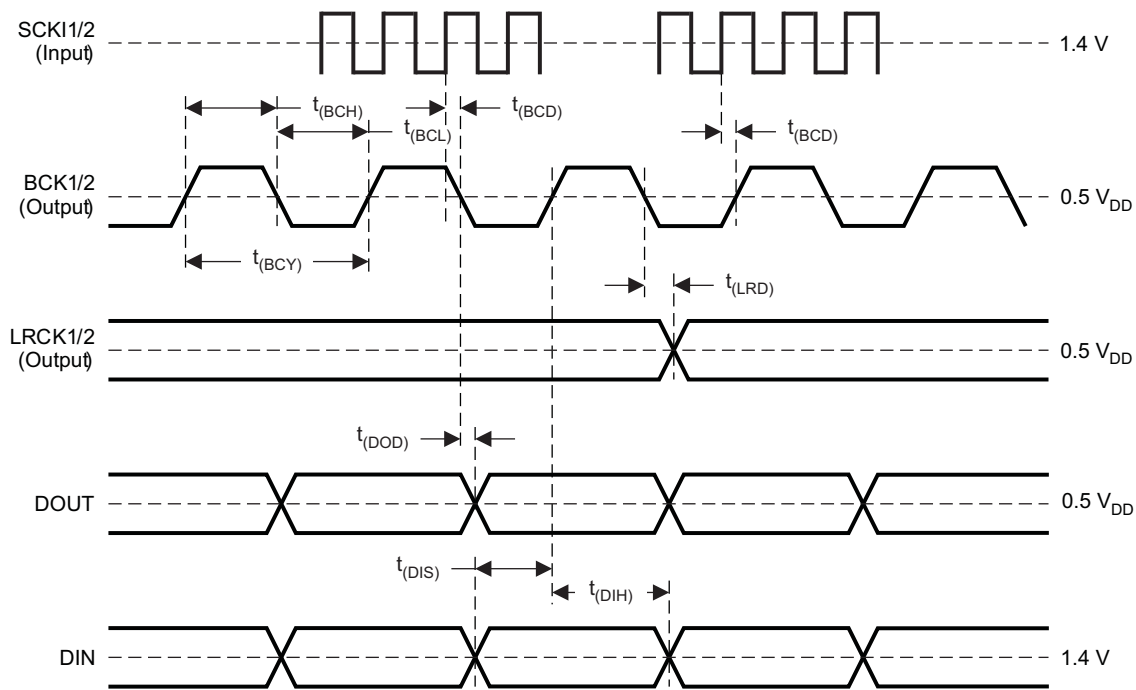 SCKI1/2
(Input)
1.4 V
t(BCH)
t(BCL)
t(BCD)
t(BCD)
BCK1/2
(Output)
0.5 VDD
t(BCY)
t(LRD)
LRCK1/2
(Output)
0.5 VDD
t(DOD)
DOUT
0.5 VDD
t(DIS)
t(DIH)
DIN
1.4 V